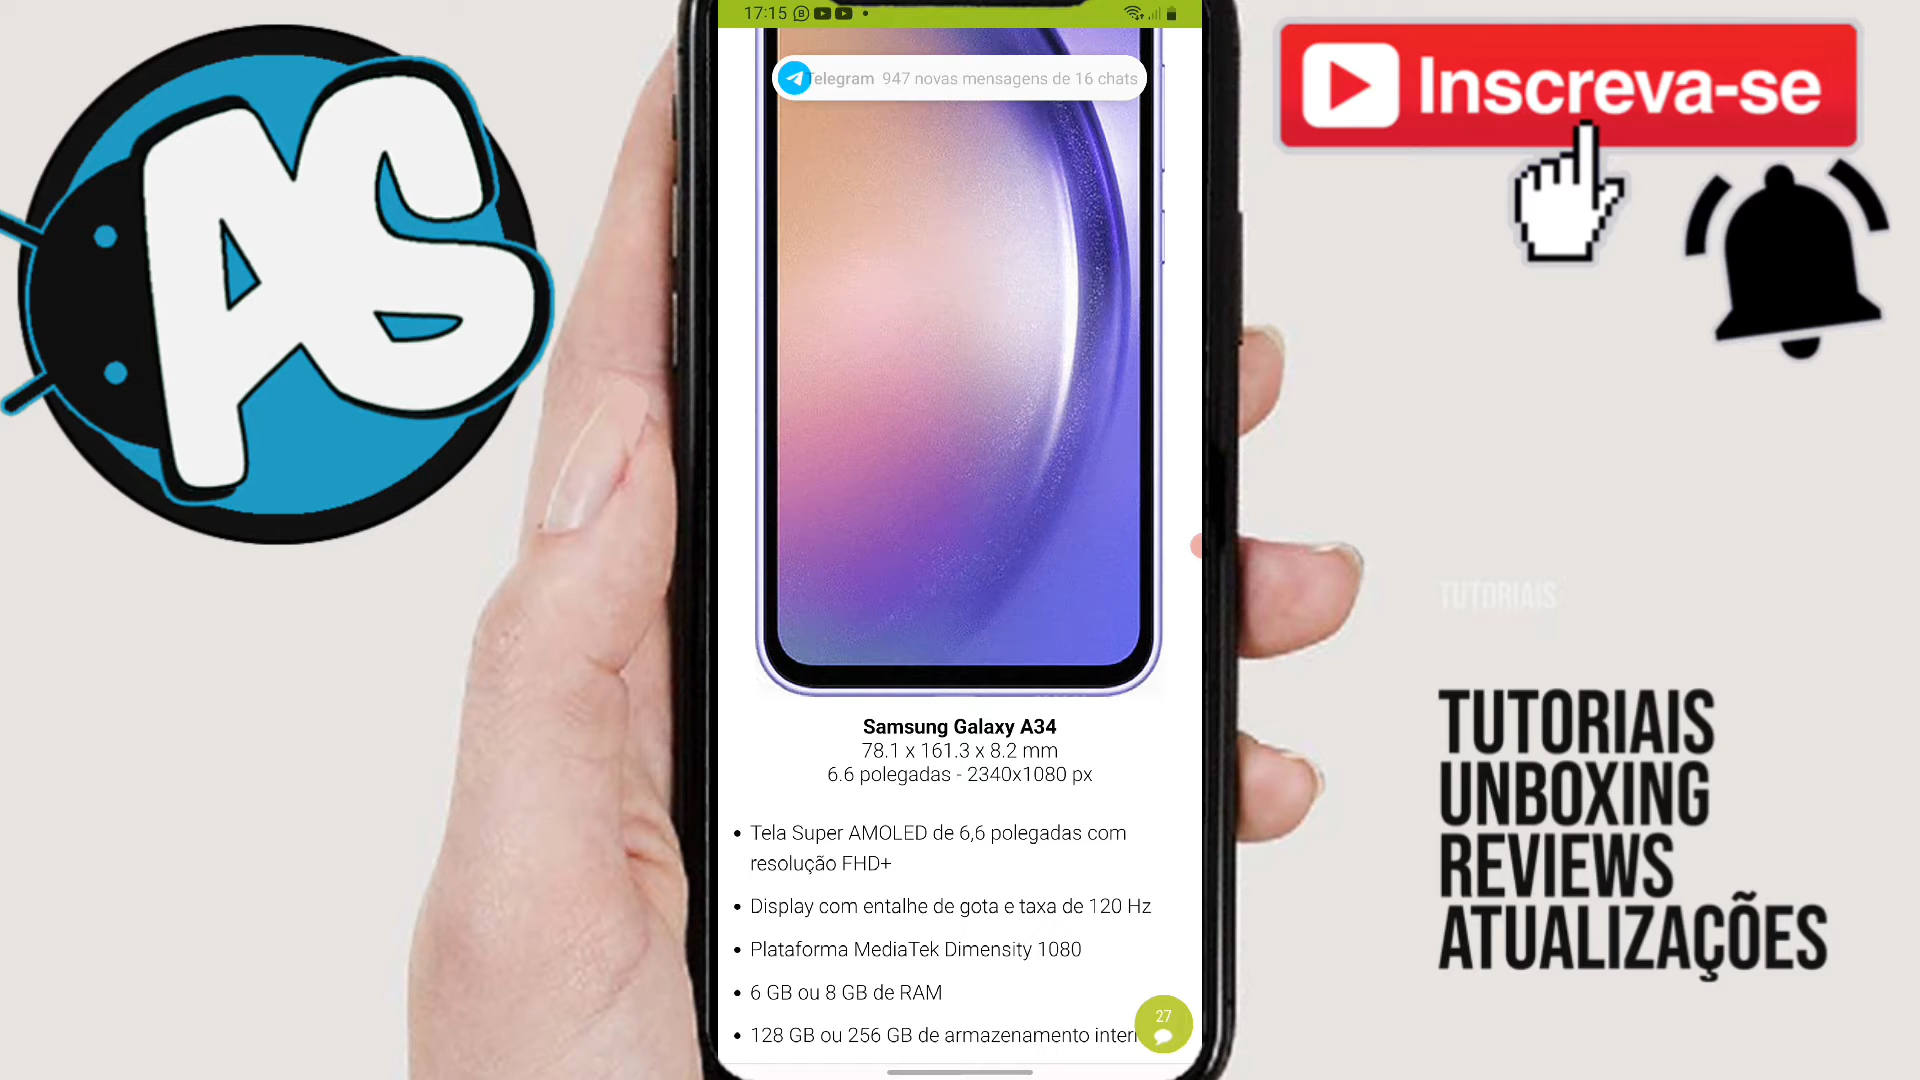 17:15
Telegram 947 novas mensagens de 16 chats
AS
Inscreva-se
Samsung Galaxy A34
78.1 x 161.3 x 8.2 mm
6.6 polegadas - 2340x1080 px
• Tela Super AMOLED de 6,6 polegadas com
resolução FHD+
• Display com entalhe de gota e taxa de 120 Hz
• Plataforma MediaTek Dimensity 1080
• 6 GB ou 8 GB de RAM
• 128 GB ou 256 GB de armazenamento
27
TUTORIAIS
TUTORIAIS
UNBOXING
REVIEWS
ATUALIZAÇÕES